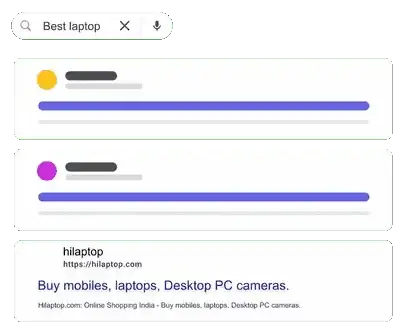 Best laptop
hilaptop
https://hilaptop.com
Buy mobiles, laptops, Desktop PC cameras.
Hilaptop.com: Online Shopping India - Buy mobiles, laptops. Desktop PC cameras.